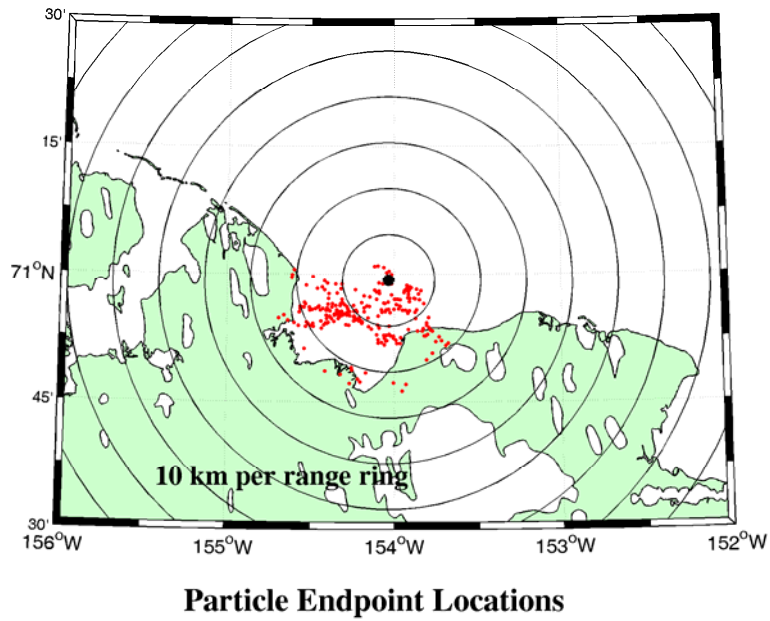 30'
15'
71°N
45'
10 km per range ring
30'
156°W 155°W 154°W 153°W 152°W
Particle Endpoint Locations